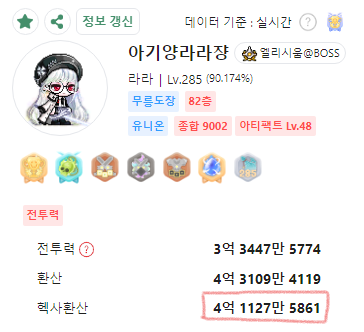 정보 갱신
데이터 기준 : 실시간 ?
아기양라라쟝 엘리시움@BOSS
라라 | Lv.285 (90.174%)
무릉도장 82층
유니온 종합 9002 아티팩트 Lv.48
285
전투력
전투력 ? 3억 3447만 5774
환산 4억 3109만 4119
헥사환산 4억 1127만 5861